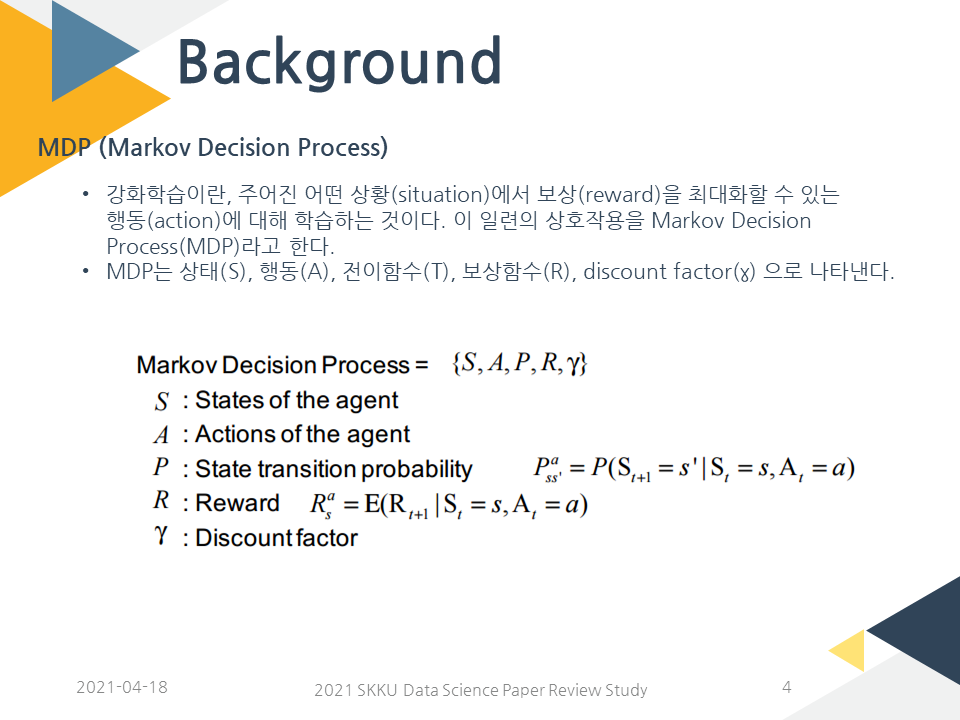 Background
MDP (Markov Decision Process)
• 강화학습이란, 주어진 어떤 상황(situation)에서 보상(reward)을 최대화할 수 있는
행동(action)에 대해 학습하는 것이다. 이 일련의 상호작용을 Markov Decision
Process(MDP)라고 한다.
• MDP는 상태(S), 행동(A), 전이함수(T), 보상함수(R), discount factor(ɣ) 으로 나타낸다.
Markov Decision Process = {S, A, P, R, γ}
S : States of the agent
A : Actions of the agent
P : State transition probability P^a_{ss'} = P(S_{t+1} = s' | S_t = s, A_t = a)
R : Reward R^a_s = E(R_{t+1} | S_t = s, A_t = a)
γ : Discount factor
2021-04-18 2021 SKKU Data Science Paper Review Study 4